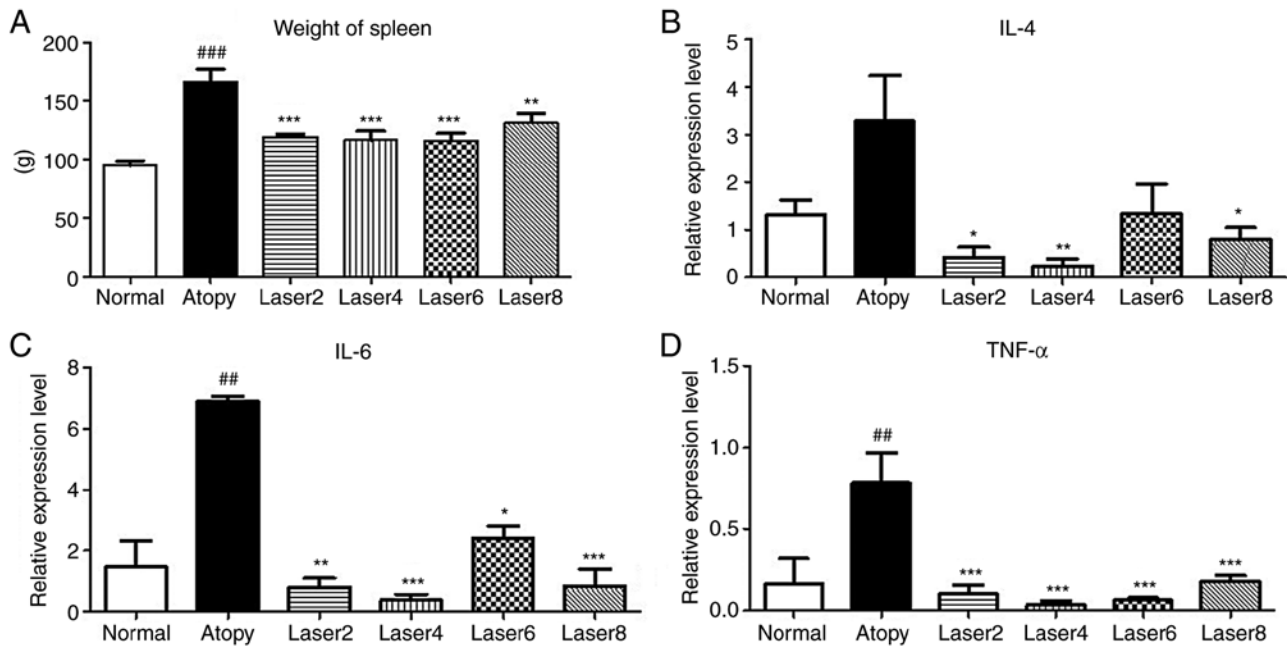 A
Weight of spleen
(g)
200
150
100
50
0
###
***
***
***
**
Normal Atopy Laser2 Laser4 Laser6 Laser8
B
IL-4
Relative expression level
5
4
3
2
1
0
*
**
*
Normal Atopy Laser2 Laser4 Laser6 Laser8
C
IL-6
Relative expression level
8
6
4
2
0
##
**
***
*
***
Normal Atopy Laser2 Laser4 Laser6 Laser8
D
TNF-α
Relative expression level
1.5
1.0
0.5
0.0
##
***
***
***
***
Normal Atopy Laser2 Laser4 Laser6 Laser8